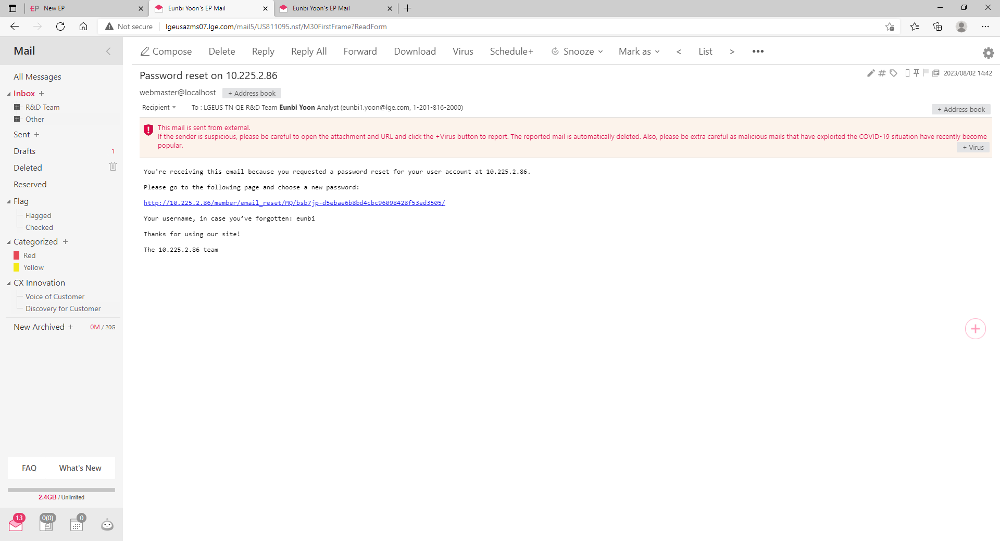 New EP
Eunbi Yoon`s EP Mail
Eunbi Yoon`s EP Mail
Not secure
lgeusazms07.lge.com/mail5/US811095.nsf/M30FirstFrame?ReadForm
Mail
Compose
Delete
Reply
Reply All
Forward
Download
Virus
Schedule+
Snooze
Mark as
<
List
>
•••
All Messages
Inbox +
R&D Team
Other
Sent +
Drafts 1
Deleted
Reserved
Flag
Flagged
Checked
Categorized +
Red
Yellow
CX Innovation
Voice of Customer
Discovery for Customer
New Archived + 0M / 20G
FAQ
What's New
2.4GB / Unlimited
13
0(0)
0
Password reset on 10.225.2.86
2023/08/02 14:42
webmaster@localhost
+ Address book
Recipient
To : LGEUS TN QE R&D Team Eunbi Yoon Analyst (eunbi1.yoon@lge.com, 1-201-816-2000)
+ Address book
This mail is sent from external.
If the sender is suspicious, please be careful to open the attachment and URL and click the +Virus button to report. The reported mail is automatically deleted. Also, please be extra careful as malicious mails that have exploited the COVID-19 situation have recently become
popular.
+ Virus
You're receiving this email because you requested a password reset for your user account at 10.225.2.86.
Please go to the following page and choose a new password:
http://10.225.2.86/member/email_reset/MQ/bsb7jp-d5ebae6b8bd4cbc96098428f53ed3505/
Your username, in case you’ve forgotten: eunbi
Thanks for using our site!
The 10.225.2.86 team